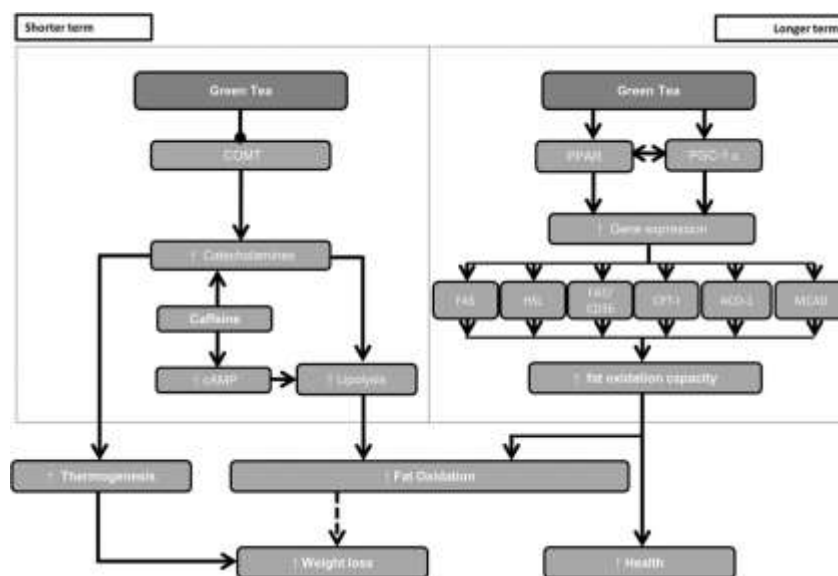 Shorter term
Longer term
Green Tea
Green Tea
COMT
PPAR
PGC-1 α
↑ Catecholamines
↑ Gene expression
FAS
HSL
FAT/
CD36
CPT-I
ACO-1
MCAD
Caffeine
↑ cAMP
↑ Lipolysis
↑ fat oxidation capacity
↑ Thermogenesis
↑ Fat Oxidation
↑ Weight loss
↑ Health